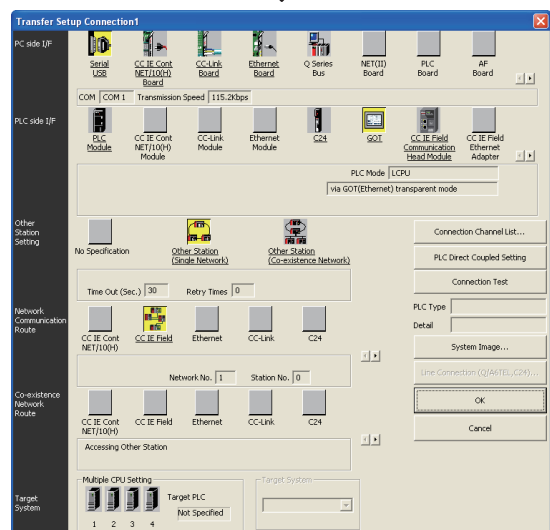 Transfer Setup Connection1
PC side I/F
Serial USB
CC IE Cont NET/10(H) Board
CC-Link Board
Ethernet Board
Q Series Bus
NET(II) Board
PLC Board
AF Board
COM COM 1 Transmission Speed 115.2Kbps
PLC side I/F
PLC Module
CC IE Cont NET/10(H) Module
CC-Link Module
Ethernet Module
C24
GOT
CC IE Field Communication Head Module
CC IE Field Ethernet Adapter
PLC Mode LCPU
via GOT(Ethernet) transparent mode
Other Station Setting
No Specification
Other Station (Single Network)
Other Station (Co-existence Network)
Time Out (Sec.) 30 Retry Times 0
Connection Channel List...
PLC Direct Coupled Setting
Connection Test
PLC Type
Detail
System Image...
Line Connection (Q/A6TEL,C24)...
OK
Cancel
Network Communication Route
CC IE Cont NET/10(H)
CC IE Field
Ethernet
CC-Link
C24
Network No. 1 Station No. 0
Co-existence Network Route
CC IE Cont NET/10(H)
CC IE Field
Ethernet
CC-Link
C24
Accessing Other Station
Target System
Multiple CPU Setting
1 2 3 4
Target PLC
Not Specified
Target System